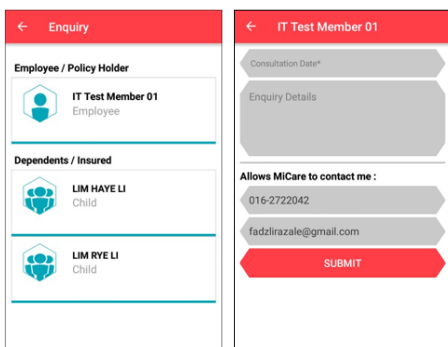 Enquiry
Employee / Policy Holder
IT Test Member 01
Employee
Dependents / Insured
LIM HAYE LI
Child
LIM RYE LI
Child
IT Test Member 01
Consultation Date*
Enquiry Details
Allows MiCare to contact me :
016-2722042
fadzlirazale@gmail.com
SUBMIT